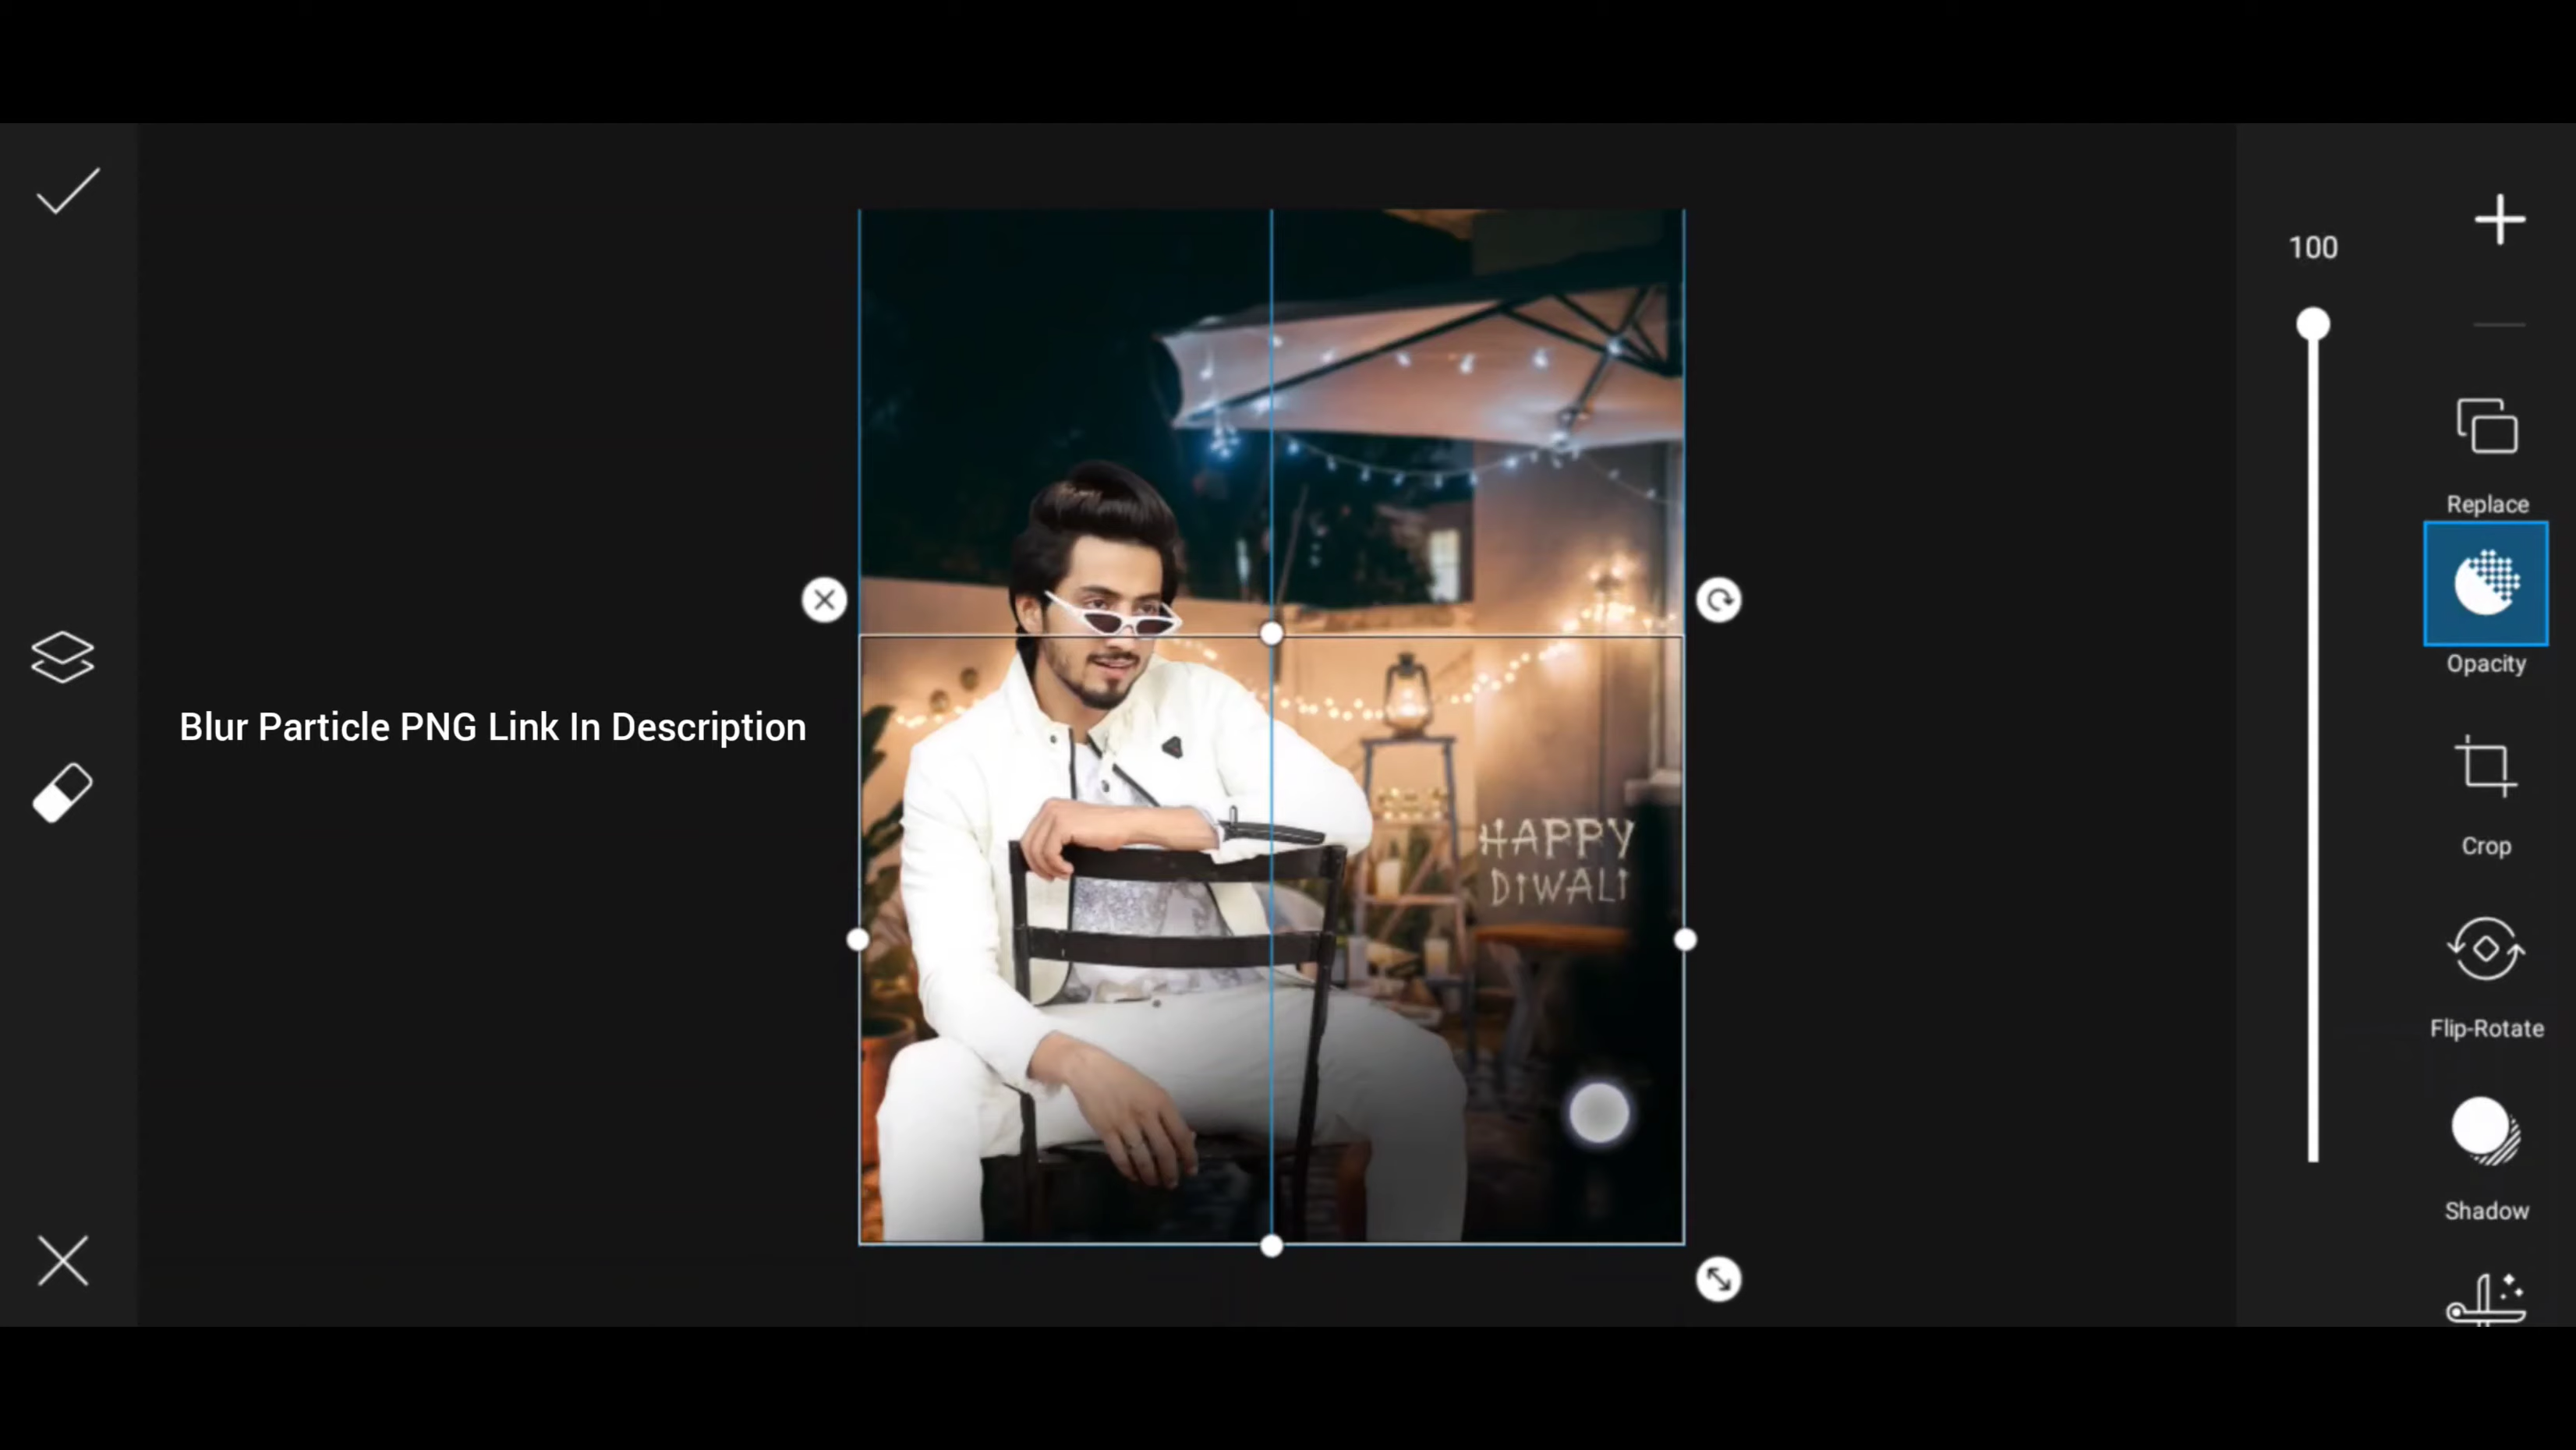 100
Replace
Opacity
Blur Particle PNG Link In Description
Crop
HAPPY
DIWALI
Flip-Rotate
Shadow